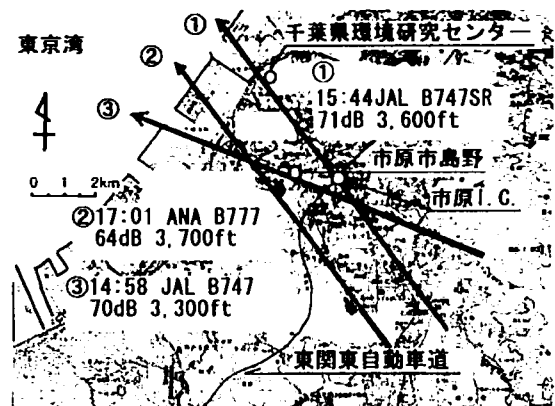 ①
千葉県環境研究センター
東京湾
②
①
15:44JAL B747SR
71dB 3,600ft
③
市原市島野
0 1 2km
市原I.C.
②17:01 ANA B777
64dB 3,700ft
③14:58 JAL B747
70dB 3,300ft
東関東自動車道